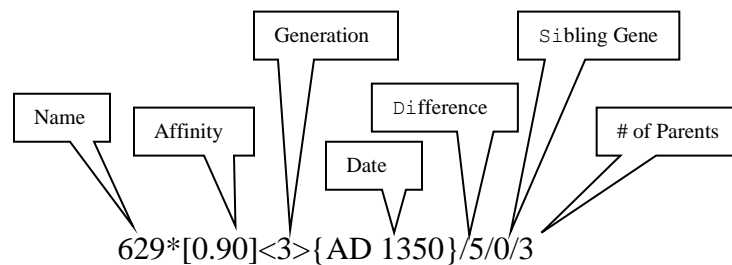 Generation
Sibling Gene
Name
Affinity
Difference
Date
# of Parents
629*[0.90]<3>{AD 1350}/5/0/3